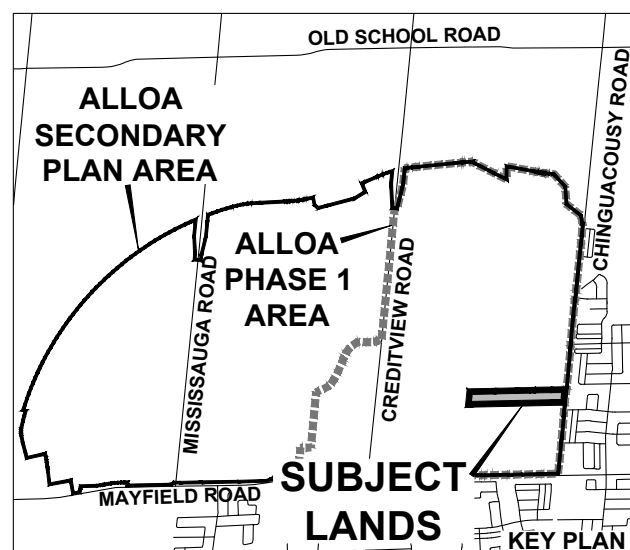 OLD SCHOOL ROAD
ALLOA
SECONDARY
PLAN AREA
CHINGUACOUSY ROAD
ALLOA
PHASE 1
AREA
MISSISSAUGA ROAD
CREDITVIEW ROAD
MAYFIELD ROAD
SUBJECT
LANDS
KEY PLAN